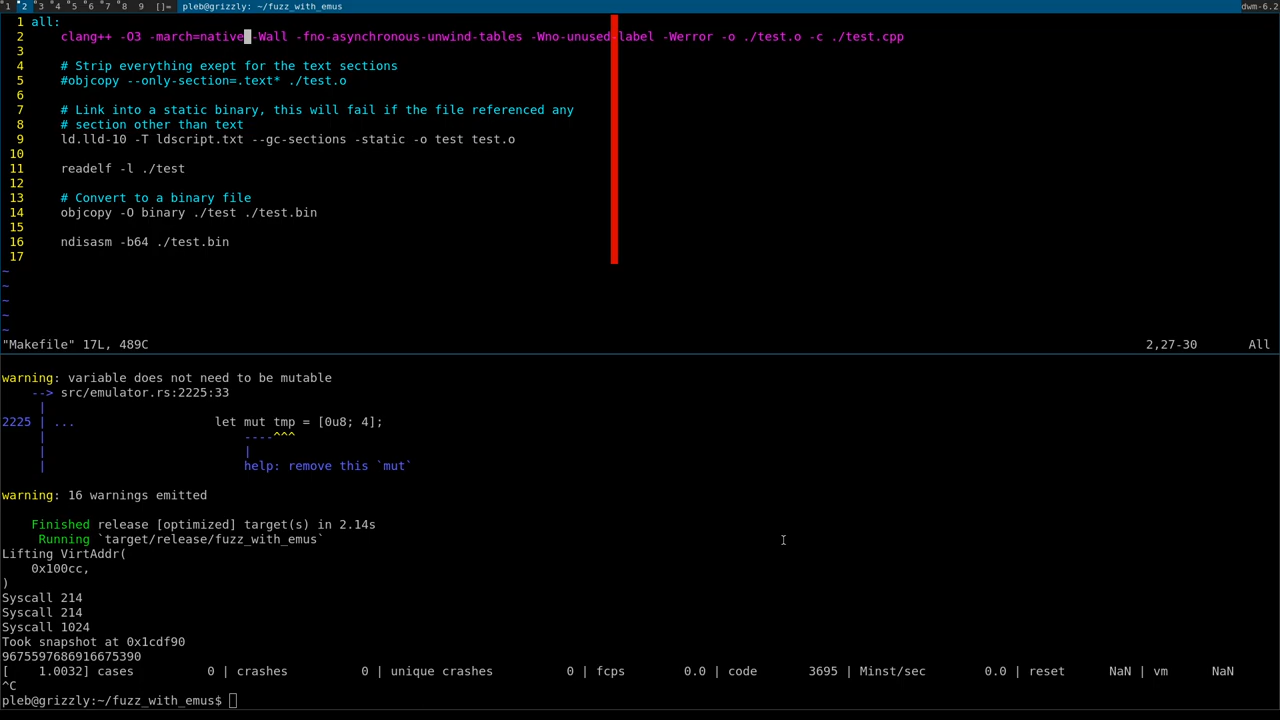 1 2 3 4 5 6 7 8 9 []= pleb@grizzly: ~/fuzz_with_emus dwm-6.2
1 all:
2 clang++ -O3 -march=native -Wall -fno-asynchronous-unwind-tables -Wno-unused-label -Werror -o ./test.o -c ./test.cpp
3
4 # Strip everything exept for the text sections
5 #objcopy --only-section=.text* ./test.o
6
7 # Link into a static binary, this will fail if the file referenced any
8 # section other than text
9 ld.lld-10 -T ldscript.txt --gc-sections -static -o test test.o
10
11 readelf -l ./test
12
13 # Convert to a binary file
14 objcopy -O binary ./test ./test.bin
15
16 ndisasm -b64 ./test.bin
17
~
~
~
~
~
"Makefile" 17L, 489C 2,27-30 All
warning: variable does not need to be mutable
--> src/emulator.rs:2225:33
|
2225 | ... let mut tmp = [0u8; 4];
| ----^^^
| |
| help: remove this `mut`
warning: 16 warnings emitted
Finished release [optimized] target(s) in 2.14s
Running `target/release/fuzz_with_emus`
Lifting VirtAddr(
0x100cc,
)
Syscall 214
Syscall 214
Syscall 1024
Took snapshot at 0x1cdf90
9675597686916675390
[ 1.0032] cases 0 | crashes 0 | unique crashes 0 | fcps 0.0 | code 3695 | Minst/sec 0.0 | reset NaN | vm NaN
^C
pleb@grizzly:~/fuzz_with_emus$